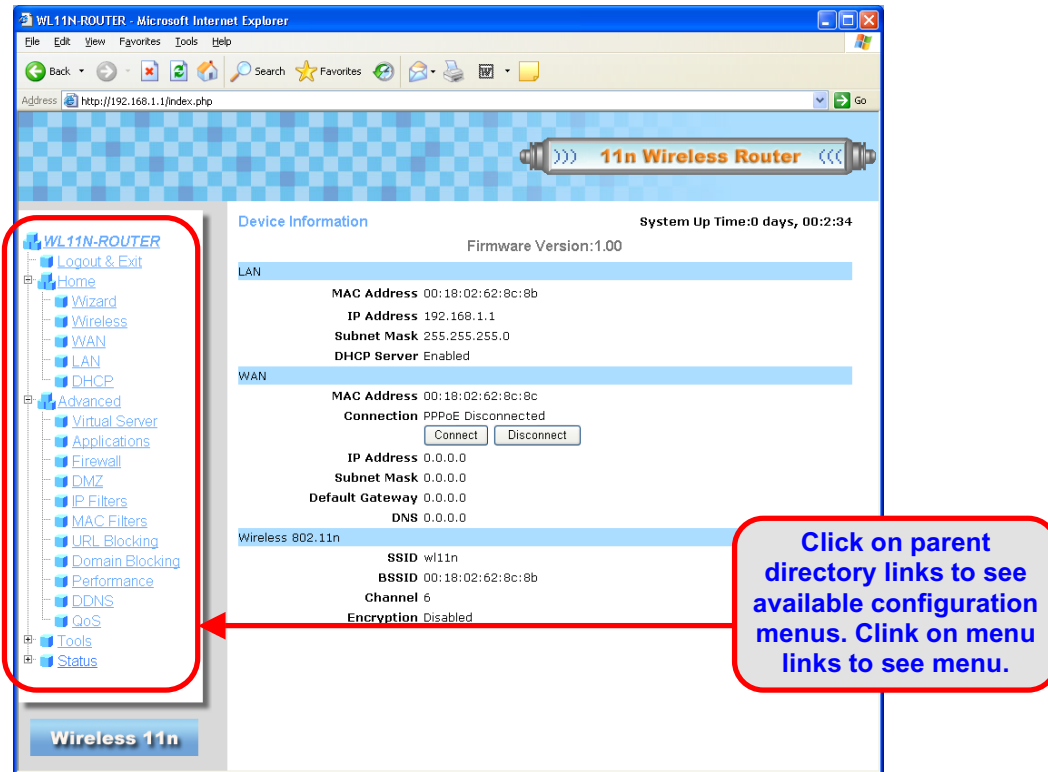 WL11N-ROUTER - Microsoft Internet Explorer
File Edit View Favorites Tools Help
Back Search Favorites
Address http://192.168.1.1/index.php Go
))) 11n Wireless Router (((
WL11N-ROUTER
Logout & Exit
Home
Wizard
Wireless
WAN
LAN
DHCP
Advanced
Virtual Server
Applications
Firewall
DMZ
IP Filters
MAC Filters
URL Blocking
Domain Blocking
Performance
DDNS
QoS
Tools
Status
Wireless 11n
Device Information System Up Time:0 days, 00:2:34
Firmware Version:1.00
LAN
MAC Address 00:18:02:62:8c:8b
IP Address 192.168.1.1
Subnet Mask 255.255.255.0
DHCP Server Enabled
WAN
MAC Address 00:18:02:62:8c:8c
Connection PPPoE Disconnected
Connect Disconnect
IP Address 0.0.0.0
Subnet Mask 0.0.0.0
Default Gateway 0.0.0.0
DNS 0.0.0.0
Wireless 802.11n
SSID wl11n
BSSID 00:18:02:62:8c:8b
Channel 6
Encryption Disabled
Click on parent
directory links to see
available configuration
menus. Clink on menu
links to see menu.